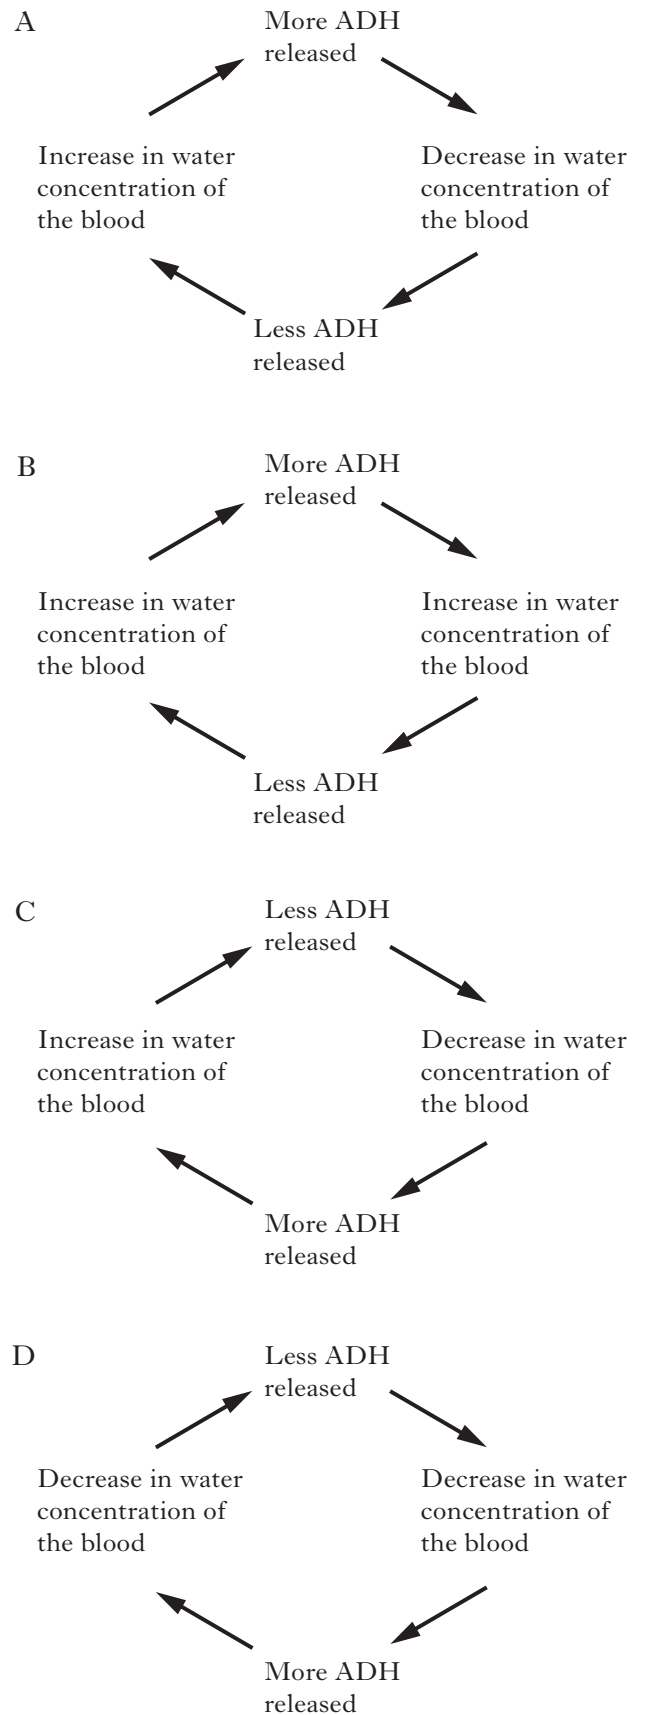 A
More ADH
released
Increase in water
concentration of
the blood
Decrease in water
concentration of
the blood
Less ADH
released
B
More ADH
released
Increase in water
concentration of
the blood
Increase in water
concentration of
the blood
Less ADH
released
C
Less ADH
released
Increase in water
concentration of
the blood
Decrease in water
concentration of
the blood
More ADH
released
D
Less ADH
released
Decrease in water
concentration of
the blood
Decrease in water
concentration of
the blood
More ADH
released